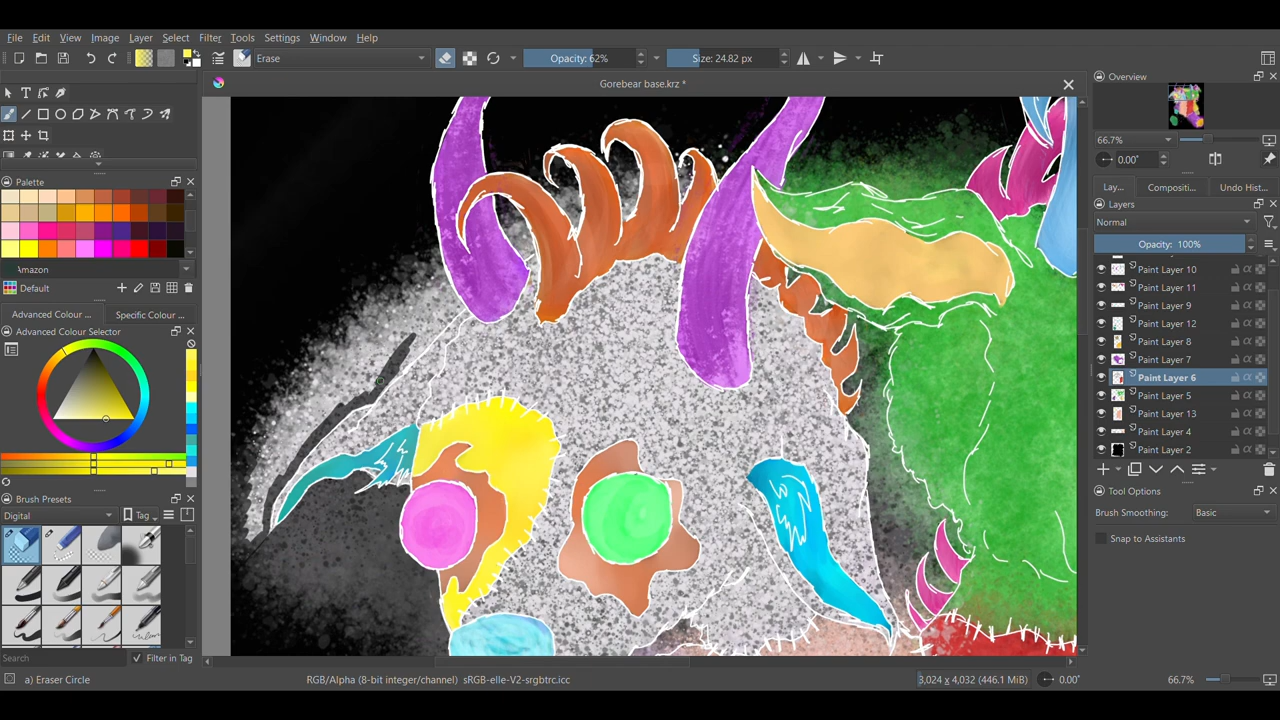 File Edit View Image Layer Select Filter Tools Settings Window Help
Erase Opacity: 62% Size: 24.82 px
Gorebear base.krz *
Palette
Amazon
Default
Advanced Colour ... Specific Colour ...
Advanced Colour Selector
Brush Presets
Digital Tag
Search Filter in Tag
a) Eraser Circle RGB/Alpha (8-bit integer/channel) sRGB-elle-V2-srgbtrc.icc 3,024 x 4,032 (446.1 MiB) 0.00° 66.7%
Overview
66.7%
0.00°
Lay... Compositi... Undo Hist...
Layers
Normal
Opacity: 100%
Paint Layer 10
Paint Layer 11
Paint Layer 9
Paint Layer 12
Paint Layer 8
Paint Layer 7
Paint Layer 6
Paint Layer 5
Paint Layer 13
Paint Layer 4
Paint Layer 2
Tool Options
Brush Smoothing: Basic
Snap to Assistants